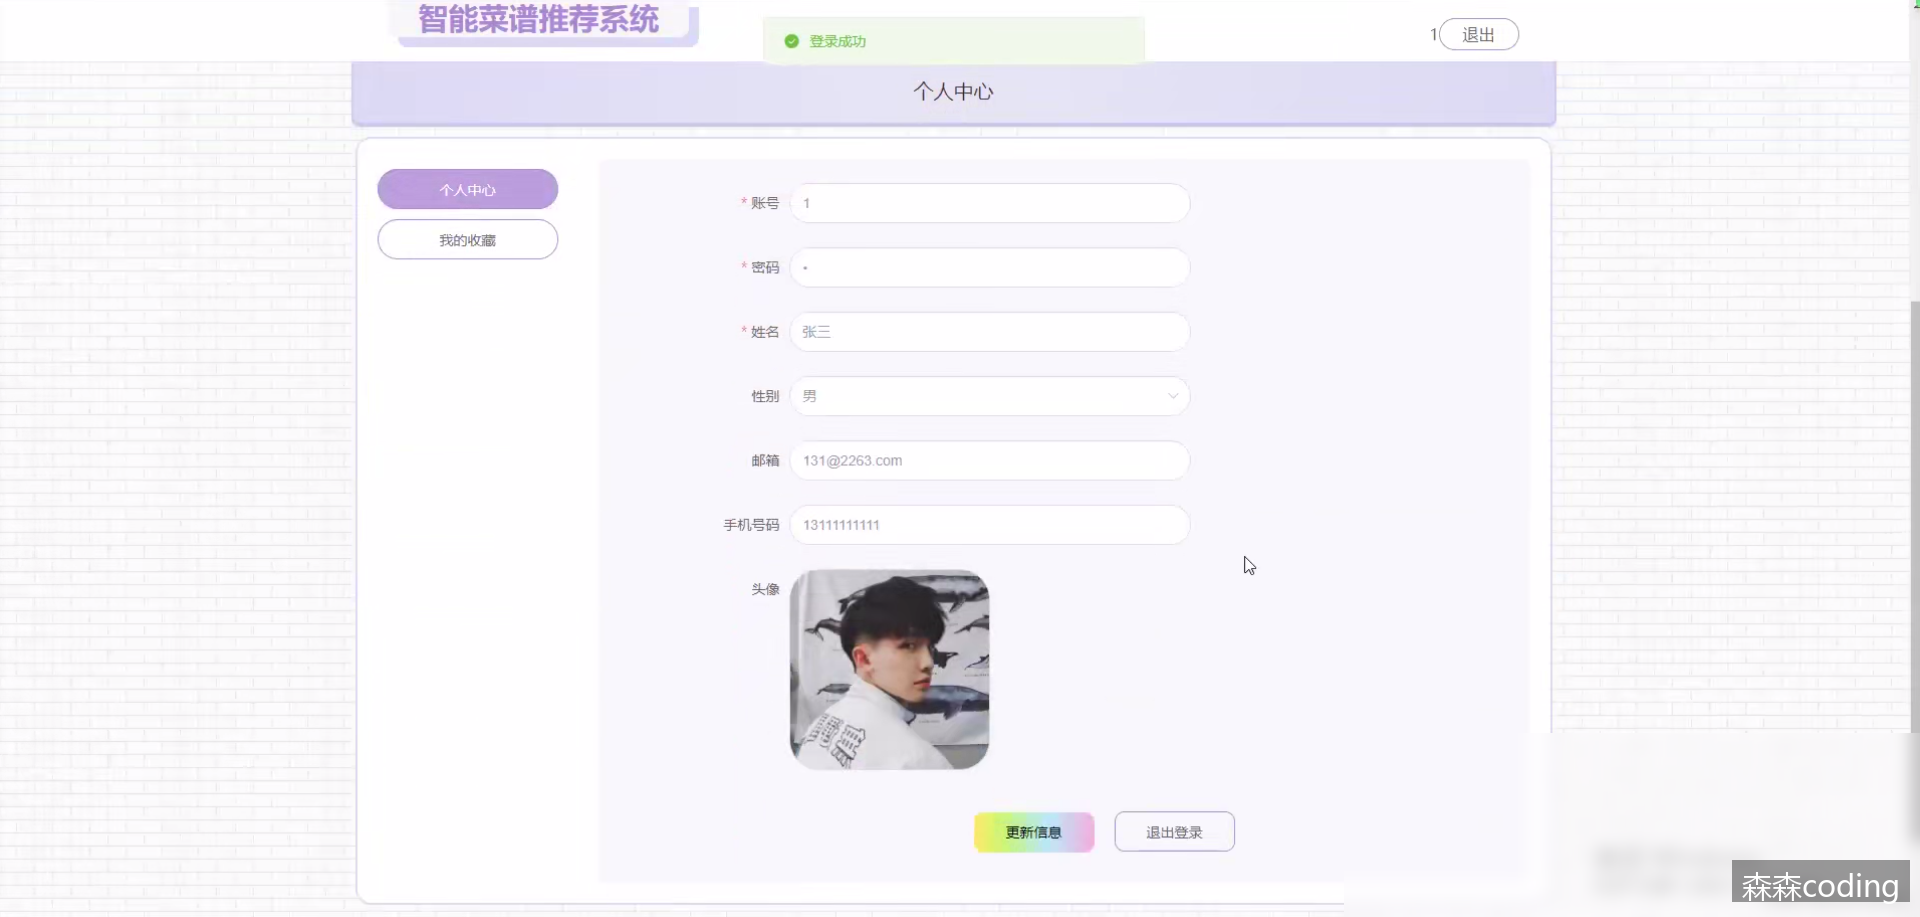 智能菜谱推荐系统
登录成功
1 退出
个人中心
个人中心
我的收藏
* 账号 1
* 密码 •
* 姓名 张三
性别 男
邮箱 131@2263.com
手机号码 13111111111
头像
更新信息 退出登录
森森coding